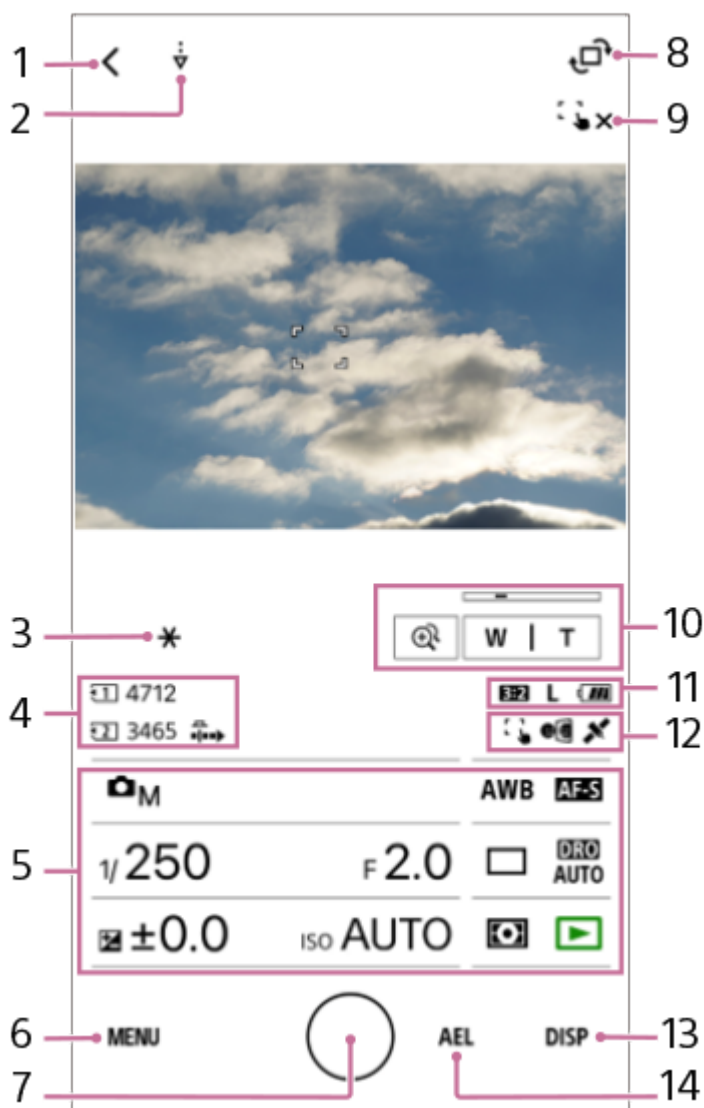 1
8
2
9
3
W | T
10
4
1 4712
3:2 L
11
2 3465
12
M
AWB AF-S
5
1/250 F2.0
DRO
AUTO
±0.0 ISO AUTO
6
MENU
AEL
DISP
13
7
14